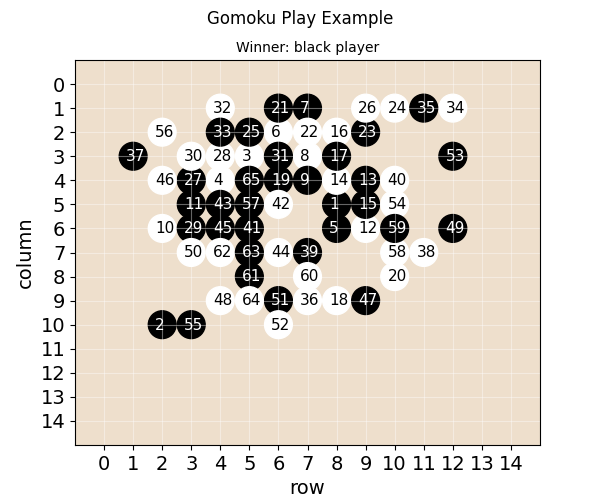 Gomoku Play Example
Winner: black player
0
1 32 21 7 26 24 35 34
2 56 33 25 6 22 16 23
3 37 30 28 3 31 8 17 53
4 46 27 4 65 19 9 14 13 40
5 11 43 57 42 1 15 54
6 10 29 45 41 5 12 59 49
7 50 62 63 44 39 58 38
8 61 60 20
9 48 64 51 36 18 47
10 2 55 52
11
12
13
14
column
0 1 2 3 4 5 6 7 8 9 10 11 12 13 14
row